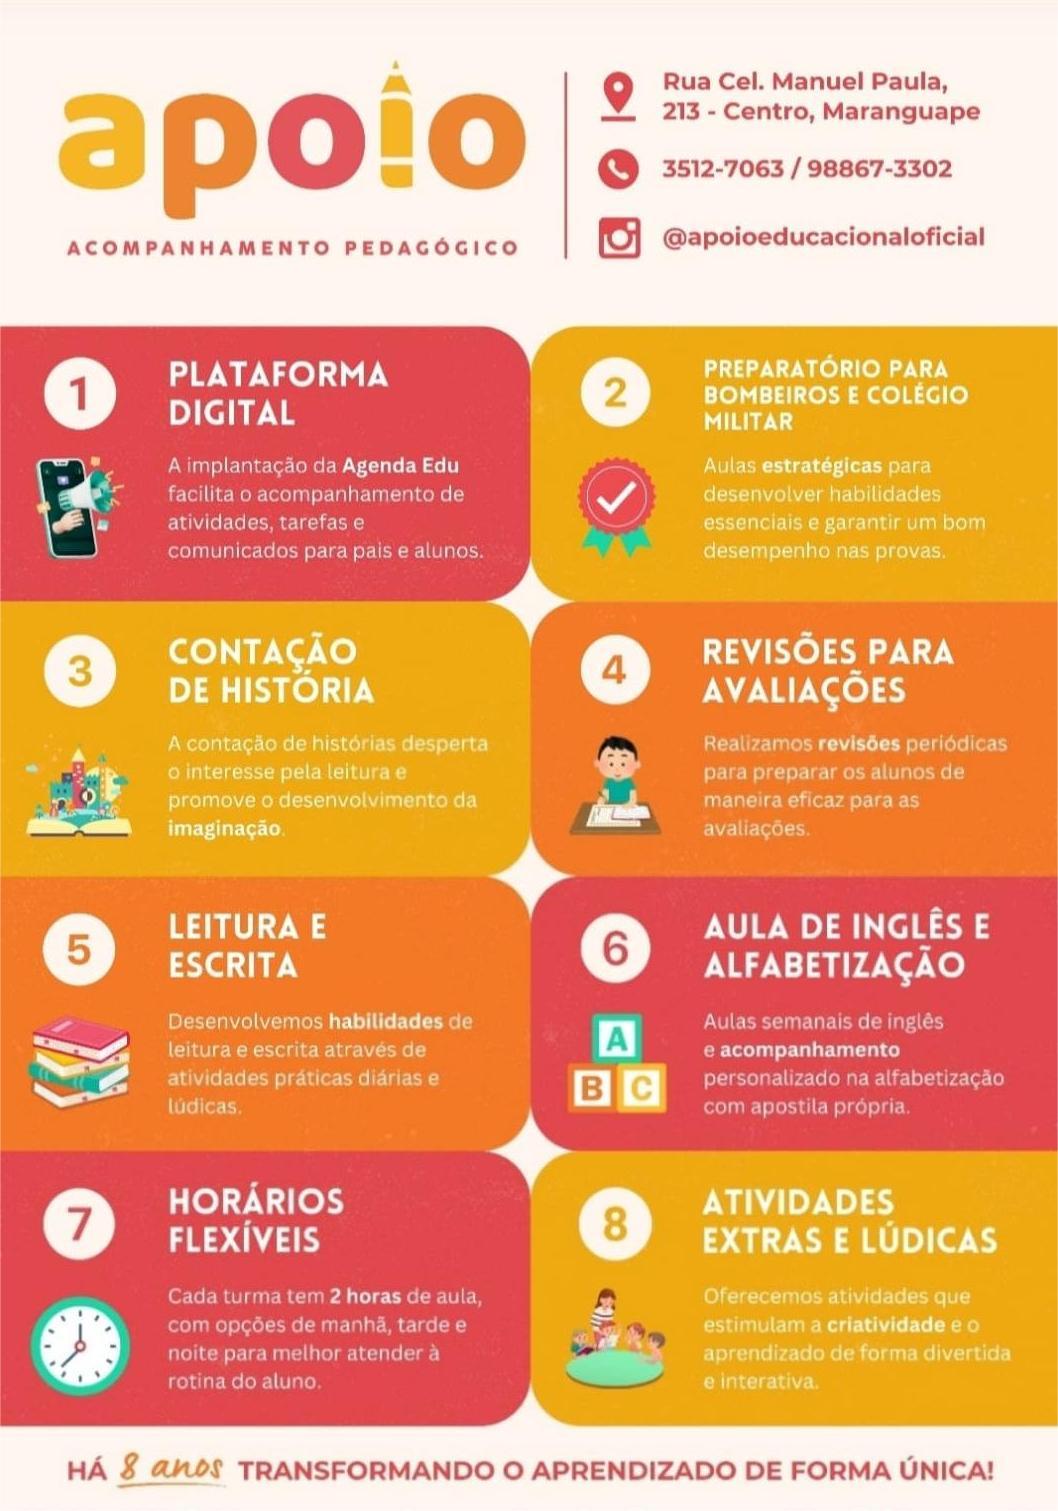 apoio
ACOMPANHAMENTO PEDAGÓGICO
Rua Cel. Manuel Paula,
213 - Centro, Maranguape
3512-7063 / 98867-3302
@apoioeducacionaloficial
1
PLATAFORMA
DIGITAL
A implantação da Agenda Edu
facilita o acompanhamento de
atividades, tarefas e
comunicados para pais e alunos.
2
PREPARATÓRIO PARA
BOMBEIROS E COLÉGIO
MILITAR
Aulas estratégicas para
desenvolver habilidades
essenciais e garantir um bom
desempenho nas provas.
3
CONTAÇÃO
DE HISTÓRIA
A contação de histórias desperta
o interesse pela leitura e
promove o desenvolvimento da
imaginação.
4
REVISÕES PARA
AVALIAÇÕES
Realizamos revisões periódicas
para preparar os alunos de
maneira eficaz para as
avaliações.
5
LEITURA E
ESCRITA
Desenvolvemos habilidades de
leitura e escrita através de
atividades práticas diárias e
lúdicas.
6
AULA DE INGLÊS E
ALFABETIZAÇÃO
A
B C
Aulas semanais de inglês
e acompanhamento
personalizado na alfabetização
com apostila própria.
7
HORÁRIOS
FLEXÍVEIS
Cada turma tem 2 horas de aula,
com opções de manhã, tarde e
noite para melhor atender à
rotina do aluno.
8
ATIVIDADES
EXTRAS E LÚDICAS
Oferecemos atividades que
estimulam a criatividade e o
aprendizado de forma divertida
e interativa.
HÁ 8 anos TRANSFORMANDO O APRENDIZADO DE FORMA ÚNICA!